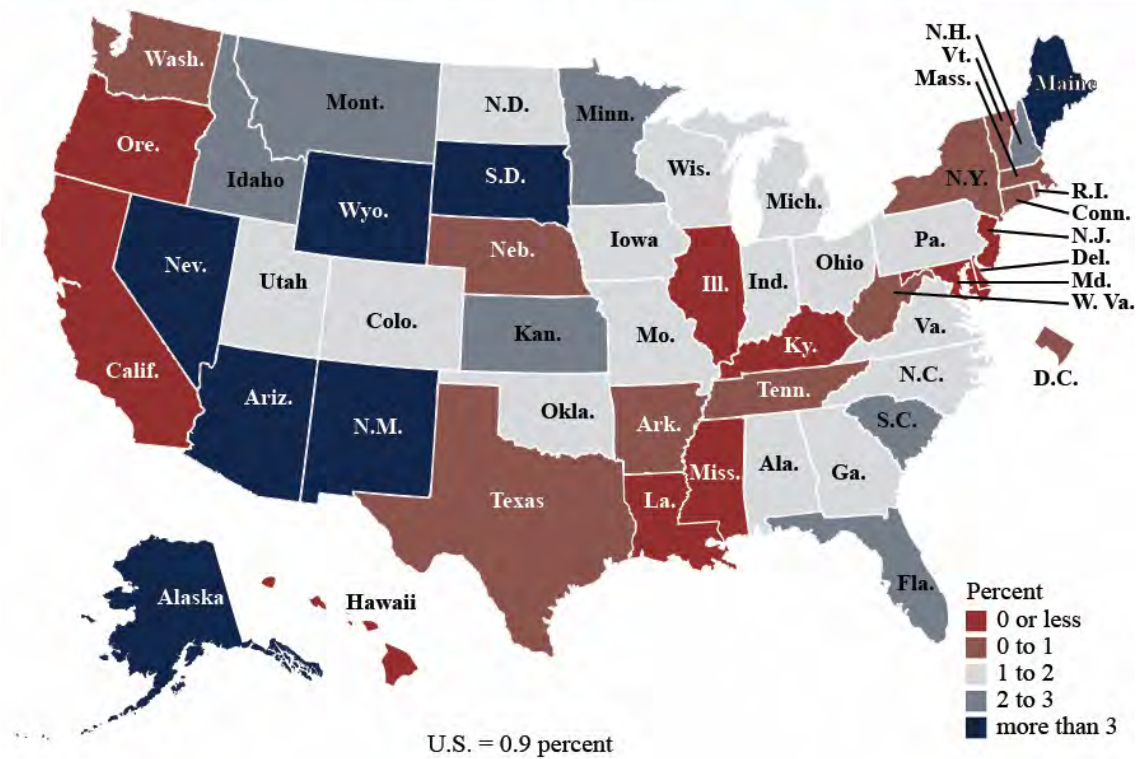 N.H.
Vt.
Mass.
Wash.
Mont.
N.D.
Minn.
Maine
Ore.
Idaho
S.D.
Wis.
N.Y.
R.I.
Wyo.
Mich.
Conn.
N.J.
Nev.
Neb.
Iowa
Pa.
Del.
Utah
Colo.
Ill.
Ind.
Ohio
Md.
W. Va.
Calif.
Kan.
Mo.
Ky.
Va.
D.C.
Ariz.
N.M.
Okla.
Ark.
Tenn.
N.C.
S.C.
Texas
La.
Miss.
Ala.
Ga.
Fla.
Alaska
Hawaii
Percent
0 or less
0 to 1
1 to 2
2 to 3
more than 3
U.S. = 0.9 percent